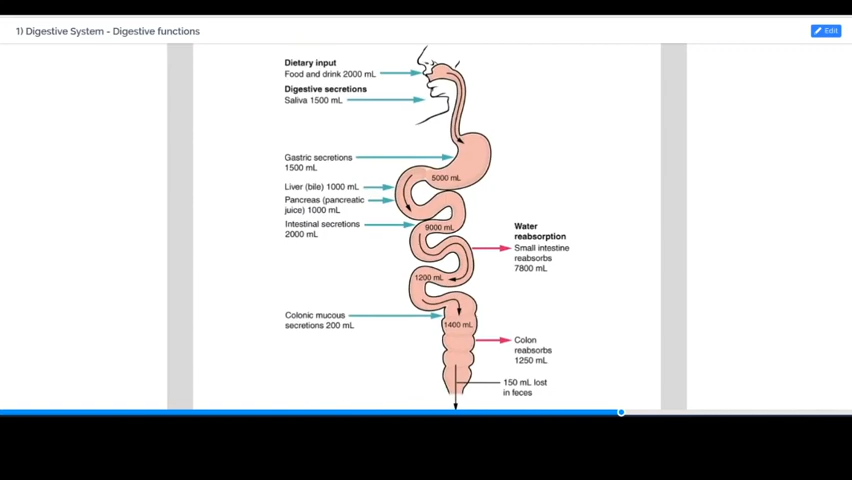 1) Digestive System - Digestive functions
Edit
Dietary input
Food and drink 2000 mL
Digestive secretions
Saliva 1500 mL
Gastric secretions
1500 mL
5000 mL
Liver (bile) 1000 mL
Pancreas (pancreatic
juice) 1000 mL
Intestinal secretions
2000 mL
9000 mL
Water
reabsorption
Small intestine
reabsorbs
7800 mL
1200 mL
Colonic mucous
secretions 200 mL
1400 mL
Colon
reabsorbs
1250 mL
150 mL lost
in feces